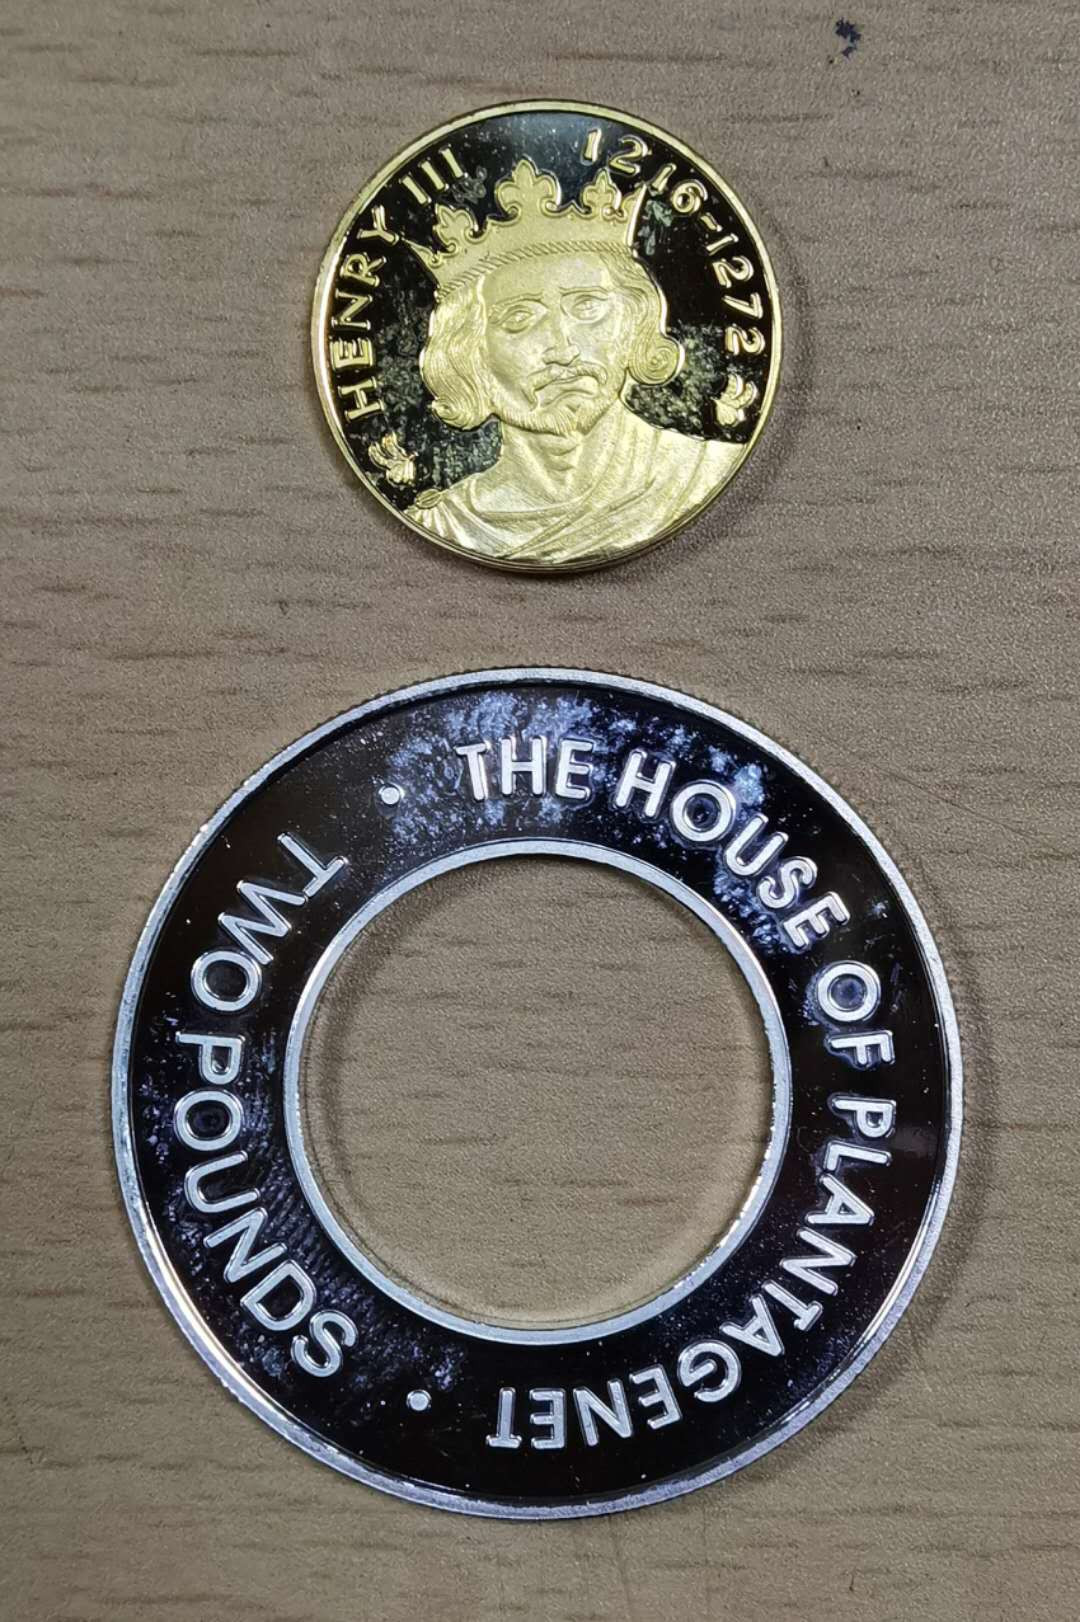 HENRY III 1216-1272
THE HOUSE OF PLANTAGENET
TWO POUNDS